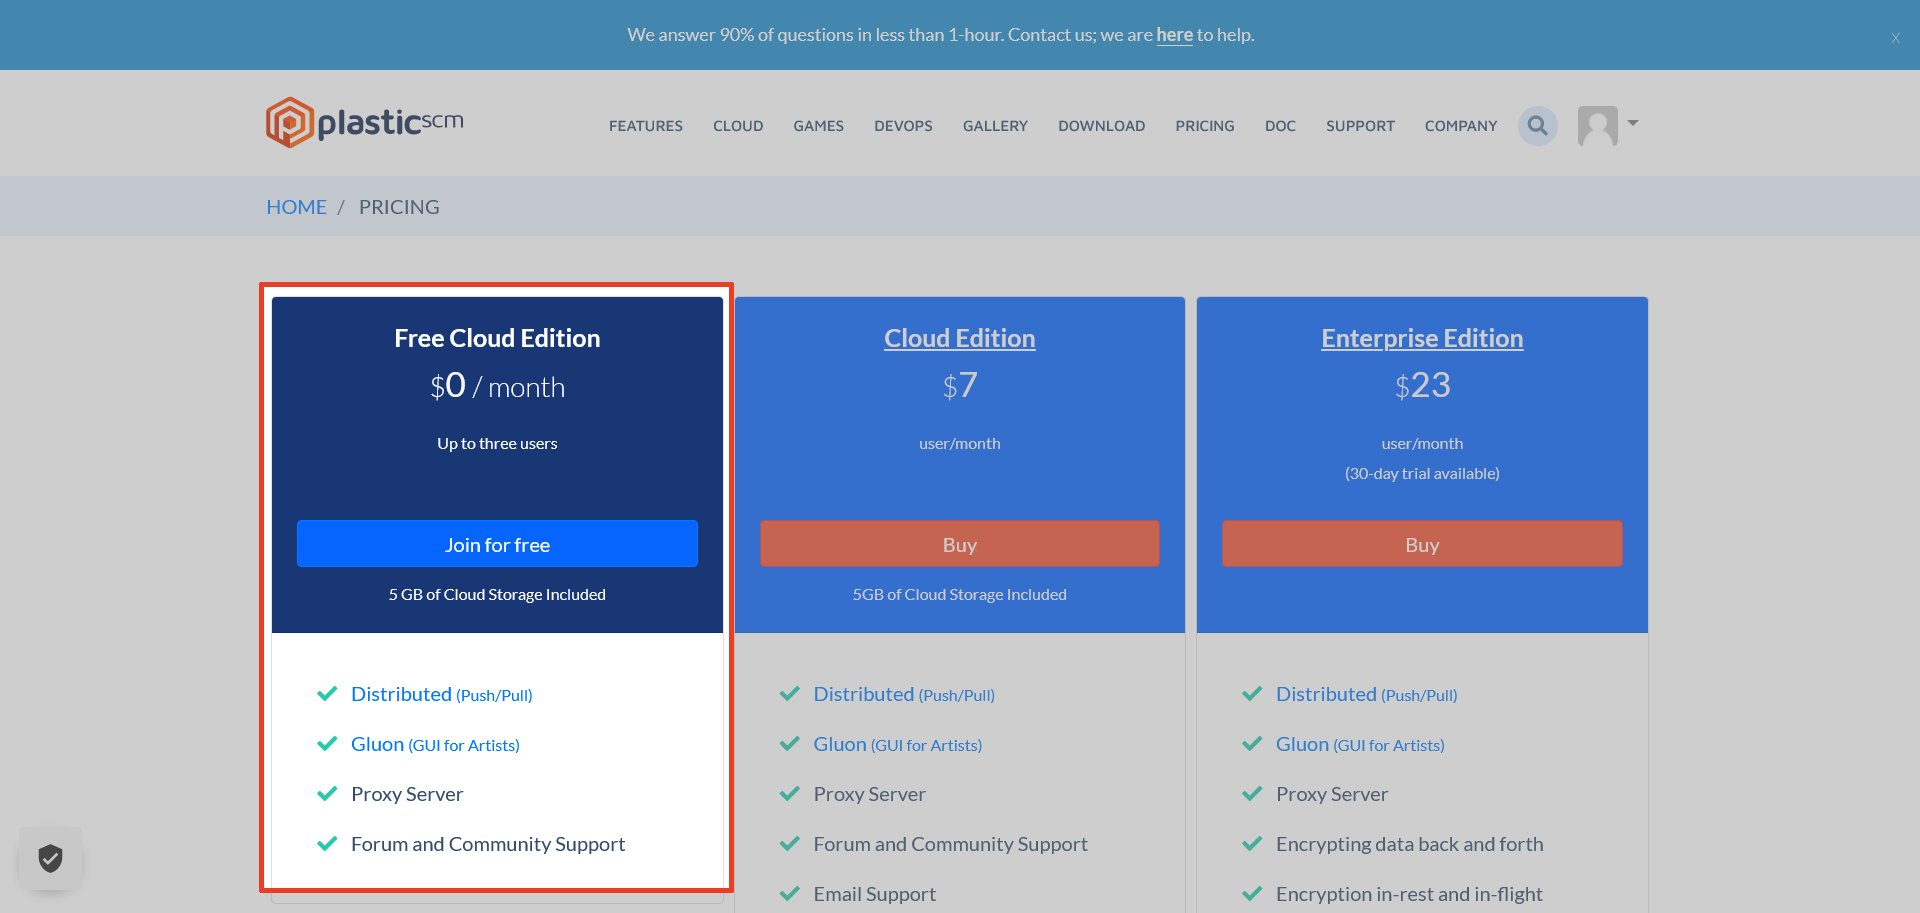 We answer 90% of questions in less than 1-hour. Contact us; we are here to help.
x
plasticscm
FEATURES CLOUD GAMES DEVOPS GALLERY DOWNLOAD PRICING DOC SUPPORT COMPANY
HOME / PRICING
Free Cloud Edition
$0 / month
Up to three users
Join for free
5 GB of Cloud Storage Included
Distributed (Push/Pull)
Gluon (GUI for Artists)
Proxy Server
Forum and Community Support
Cloud Edition
$7
user/month
Buy
5GB of Cloud Storage Included
Distributed (Push/Pull)
Gluon (GUI for Artists)
Proxy Server
Forum and Community Support
Email Support
Enterprise Edition
$23
user/month
(30-day trial available)
Buy
Distributed (Push/Pull)
Gluon (GUI for Artists)
Proxy Server
Encrypting data back and forth
Encryption in-rest and in-flight